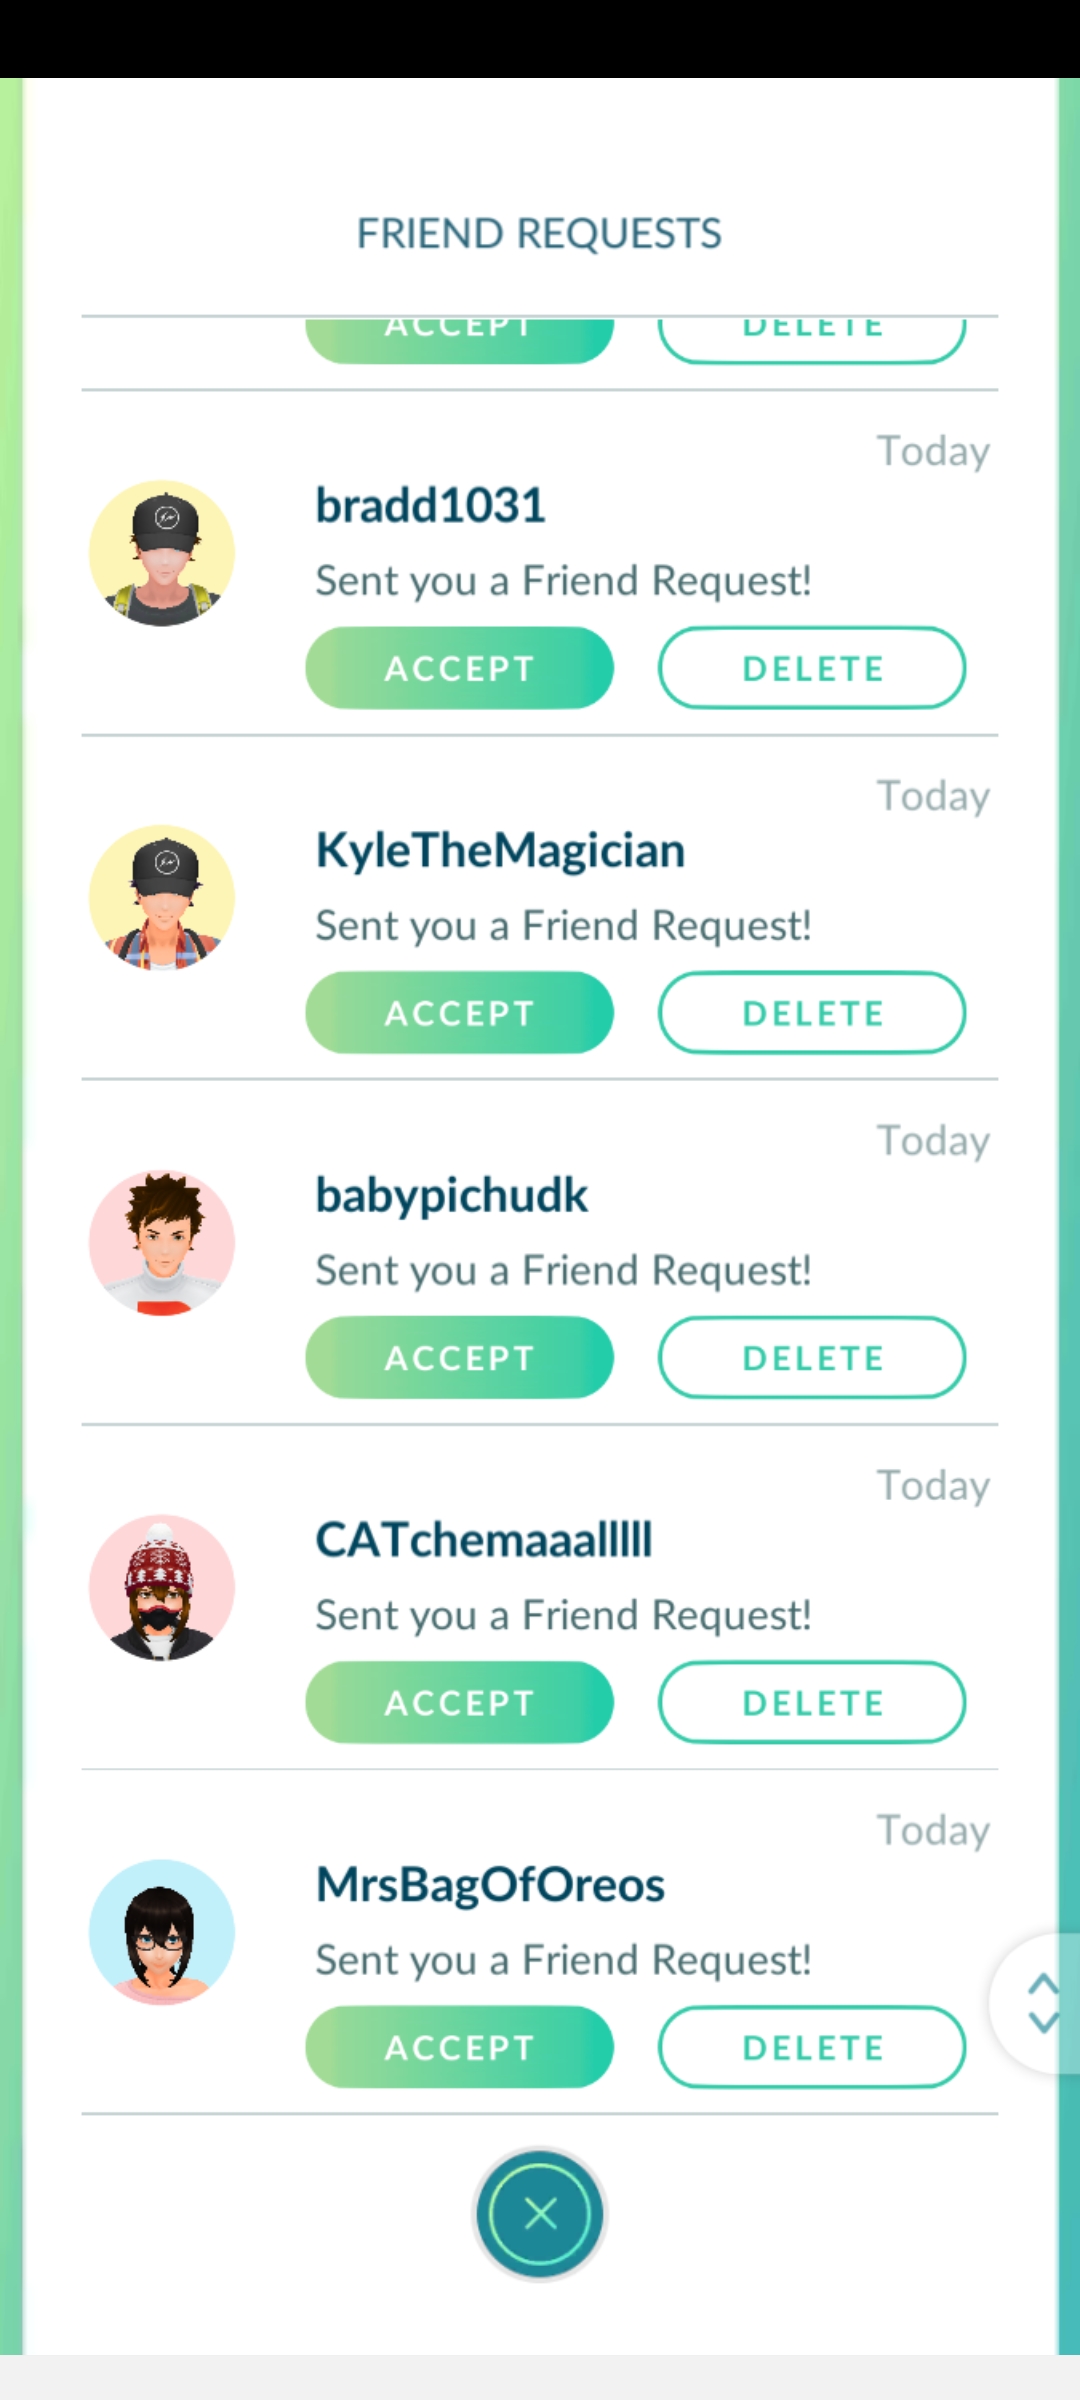 FRIEND REQUESTS
ACCEPT DELETE
Today
bradd1031
Sent you a Friend Request!
ACCEPT DELETE
Today
KyleTheMagician
Sent you a Friend Request!
ACCEPT DELETE
Today
babypichudk
Sent you a Friend Request!
ACCEPT DELETE
Today
CATchemaaalllll
Sent you a Friend Request!
ACCEPT DELETE
Today
MrsBagOfOreos
Sent you a Friend Request!
ACCEPT DELETE